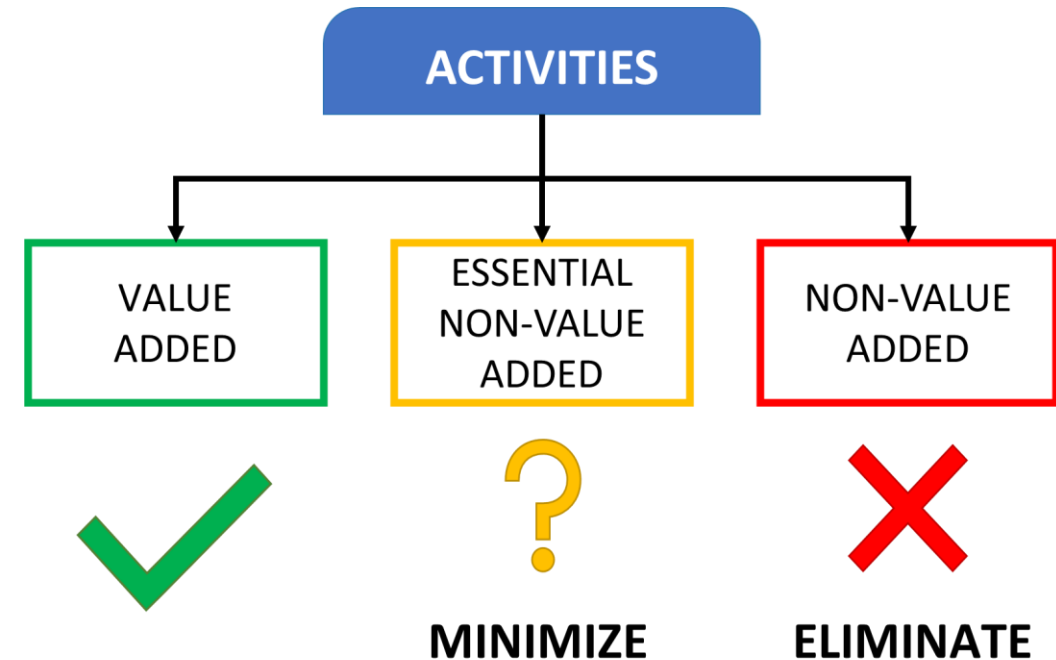 ACTIVITIES
VALUE
ADDED
ESSENTIAL
NON-VALUE
ADDED
NON-VALUE
ADDED
MINIMIZE
ELIMINATE